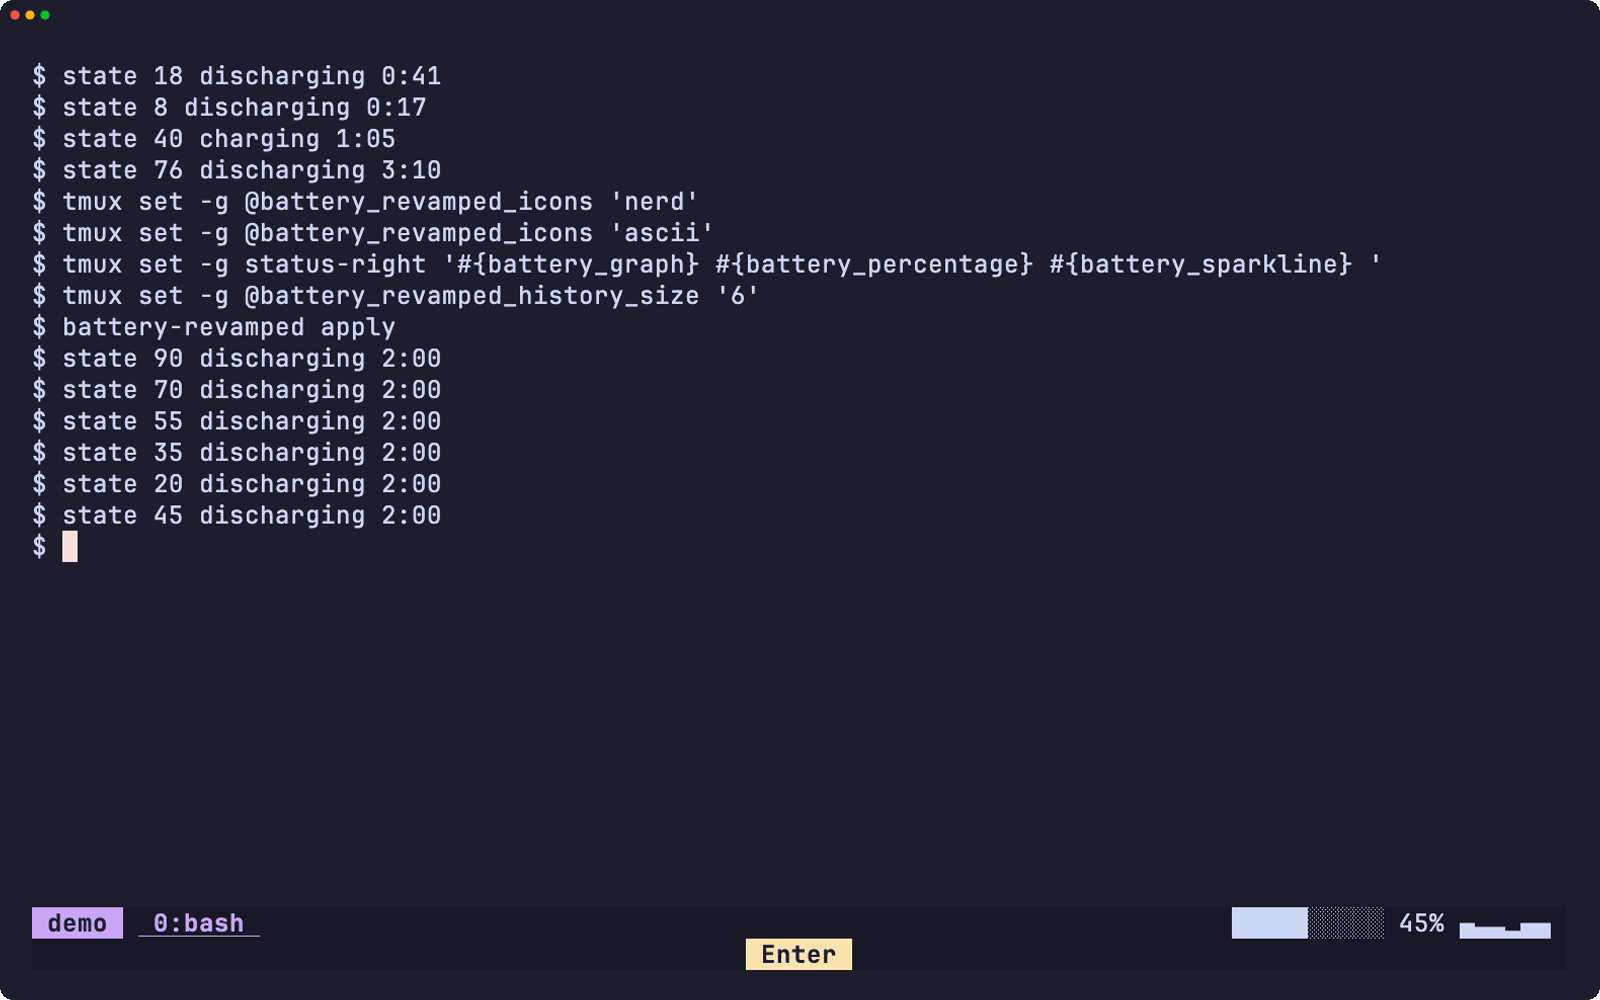 $ state 18 discharging 0:41
$ state 8 discharging 0:17
$ state 40 charging 1:05
$ state 76 discharging 3:10
$ tmux set -g @battery_revamped_icons 'nerd'
$ tmux set -g @battery_revamped_icons 'ascii'
$ tmux set -g status-right '#{battery_graph} #{battery_percentage} #{battery_sparkline} '
$ tmux set -g @battery_revamped_history_size '6'
$ battery-revamped apply
$ state 90 discharging 2:00
$ state 70 discharging 2:00
$ state 55 discharging 2:00
$ state 35 discharging 2:00
$ state 20 discharging 2:00
$ state 45 discharging 2:00
$
demo 0:bash 45%
Enter